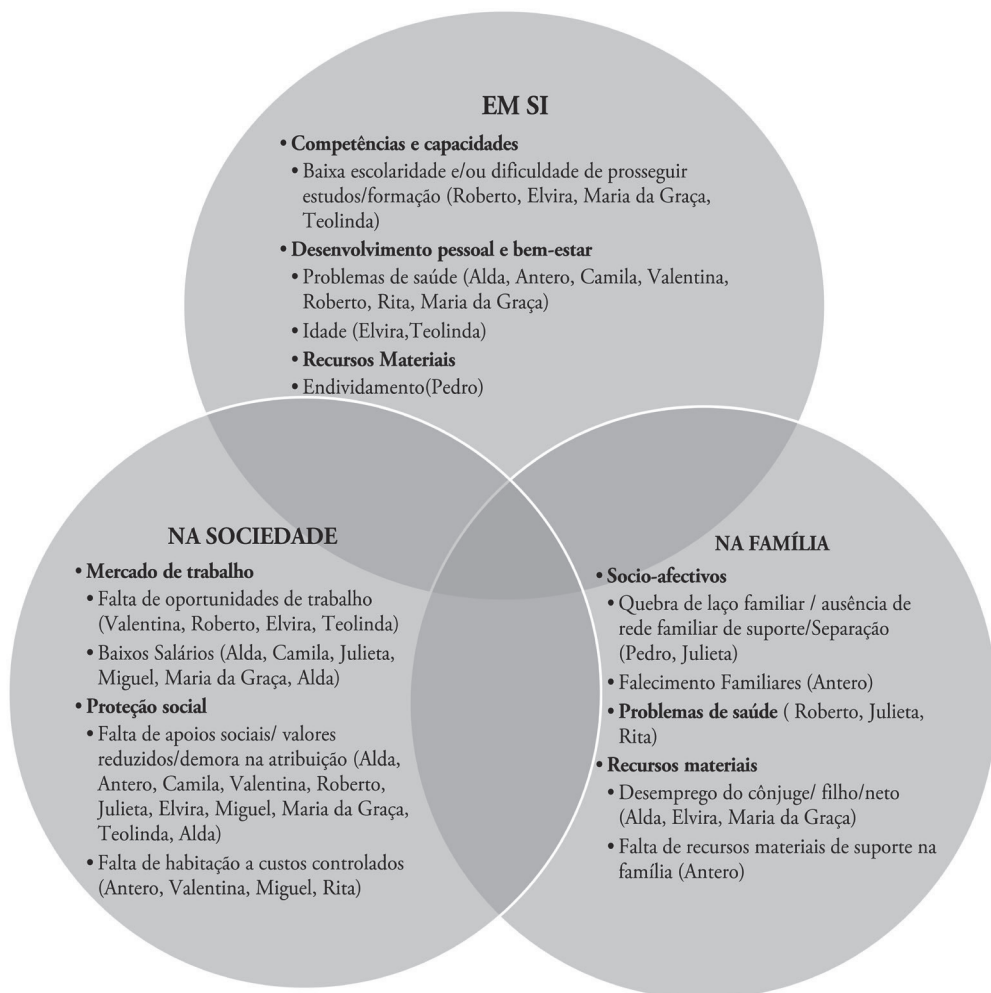 EM SI
• Competências e capacidades
• Baixa escolaridade e/ou dificuldade de prosseguir
estudos/formação (Roberto, Elvira, Maria da Graça,
Teolinda)
• Desenvolvimento pessoal e bem-estar
• Problemas de saúde (Alda, Antero, Camila, Valentina,
Roberto, Rita, Maria da Graça)
• Idade (Elvira,Teolinda)
• Recursos Materiais
• Endividamento(Pedro)
NA SOCIEDADE
• Mercado de trabalho
• Falta de oportunidades de trabalho
(Valentina, Roberto, Elvira, Teolinda)
• Baixos Salários (Alda, Camila, Julieta,
Miguel, Maria da Graça, Alda)
• Proteção social
• Falta de apoios sociais/ valores
reduzidos/demora na atribuição (Alda,
Antero, Camila, Valentina, Roberto,
Julieta, Elvira, Miguel, Maria da Graça,
Teolinda, Alda)
• Falta de habitação a custos controlados
(Antero, Valentina, Miguel, Rita)
NA FAMÍLIA
• Socio-afectivos
• Quebra de laço familiar / ausência de
rede familiar de suporte/Separação
(Pedro, Julieta)
• Falecimento Familiares (Antero)
• Problemas de saúde ( Roberto, Julieta,
Rita)
• Recursos materiais
• Desemprego do cônjuge/ filho/neto
(Alda, Elvira, Maria da Graça)
• Falta de recursos materiais de suporte na
família (Antero)